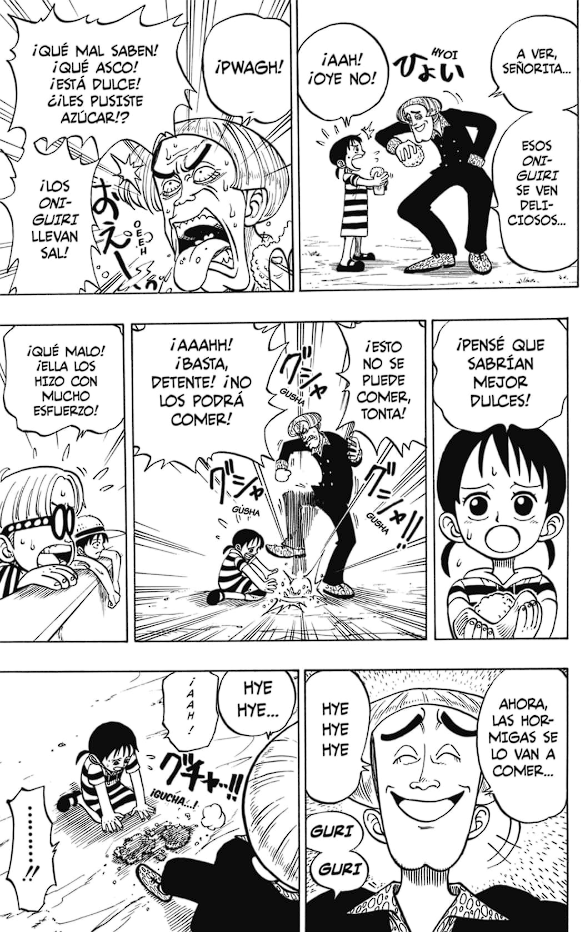 A VER,
SEÑORITA...
ESOS
ONI-
GUIRI
SE VEN
DELI-
CIOSOS...
HYOI
ひょい
¡AAH!
¡OYE NO!
¡PWAGH!
¡QUÉ MAL SABEN!
¡QUÉ ASCO!
¡ESTÁ DULCE!
¿¡LES PUSISTE
AZÚCAR!?
¡LOS
ONI-
GUIRI
LLEVAN
SAL!
おえーっ
OEEH
¡PENSÉ QUE
SABRÍAN
MEJOR
DULCES!
¡ESTO
NO SE
PUEDE
COMER,
TONTA!
グシャ
GUSHA
グシャッ!!
GUSHA
グシャ
GUSHA
¡AAAHH!
¡BASTA,
DETENTE! ¡NO
LOS PODRÁ
COMER!
¡QUÉ MALO!
¡ELLA LOS
HIZO CON
MUCHO
ESFUERZO!
AHORA,
LAS HOR-
MIGAS SE
LO VAN A
COMER...
HYE
HYE
HYE
GURI
GURI
HYE
HYE...
¡AAH!
グチャ...!!
¡GUCHA...!
......!!